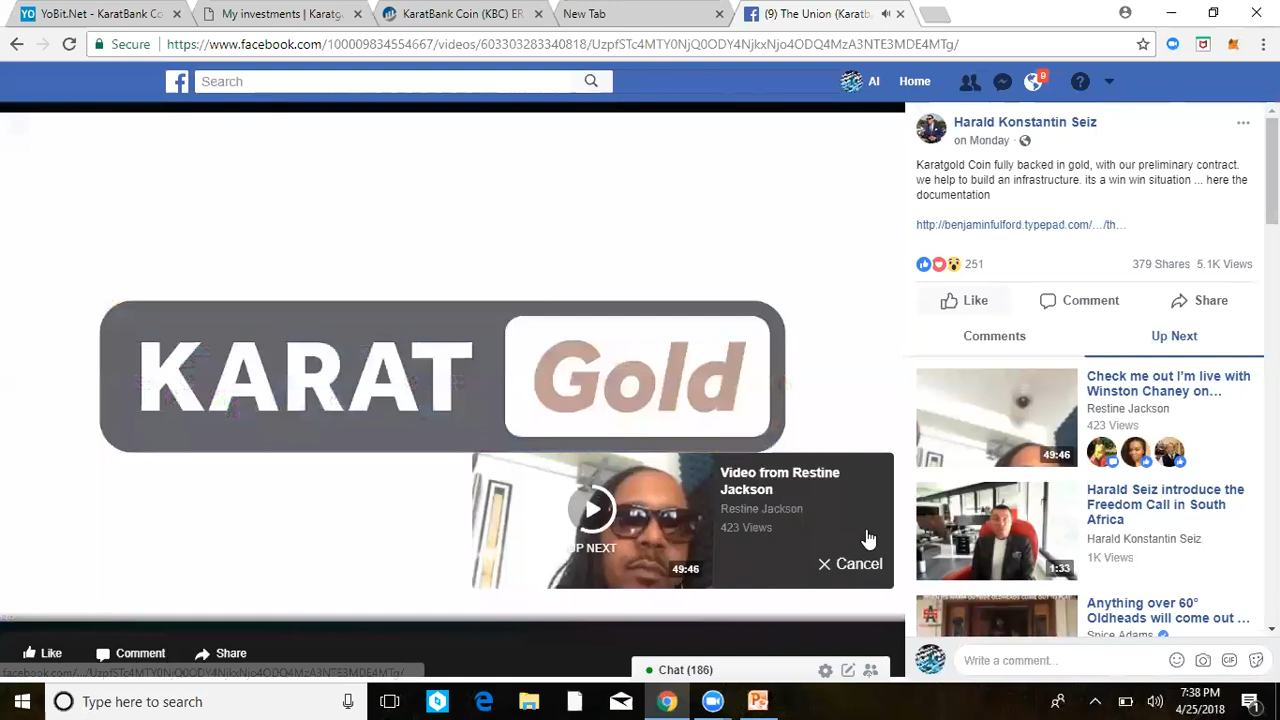 YoBit.Net - KaratBank Co
My investments | Karatg
KaratBank Coin (KBC) ER
New Tab
(9) The Union (Karatb
Secure
https://www.facebook.com/100009834554667/videos/603303283340818/UzpfSTc4MTY0NjQ0ODY4NjkxNjo4ODQ4MzA3NTE3MDE4MTg/
Search
Al
Home
9
Harald Konstantin Seiz
on Monday ·
Karatgold Coin fully backed in gold, with our preliminary contract.
we help to build an infrastructure. its a win win situation ... here the
documentation
http://benjaminfulford.typepad.com/…/th…
251
379 Shares 5.1K Views
Like Comment Share
Comments Up Next
KARAT Gold
Check me out I'm live with
Winston Chaney on…
Restine Jackson
423 Views
49:46
Video from Restine
Jackson
Restine Jackson
423 Views
UP NEXT
49:46
Cancel
Harald Seiz introduce the
Freedom Call in South
Africa
Harald Konstantin Seiz
1K Views
1:33
Anything over 60°
Oldheads will come out ...
Spice Adams
Like Comment Share
Chat (186)
Write a comment...
GIF
Type here to search
7:38 PM
4/25/2018
1